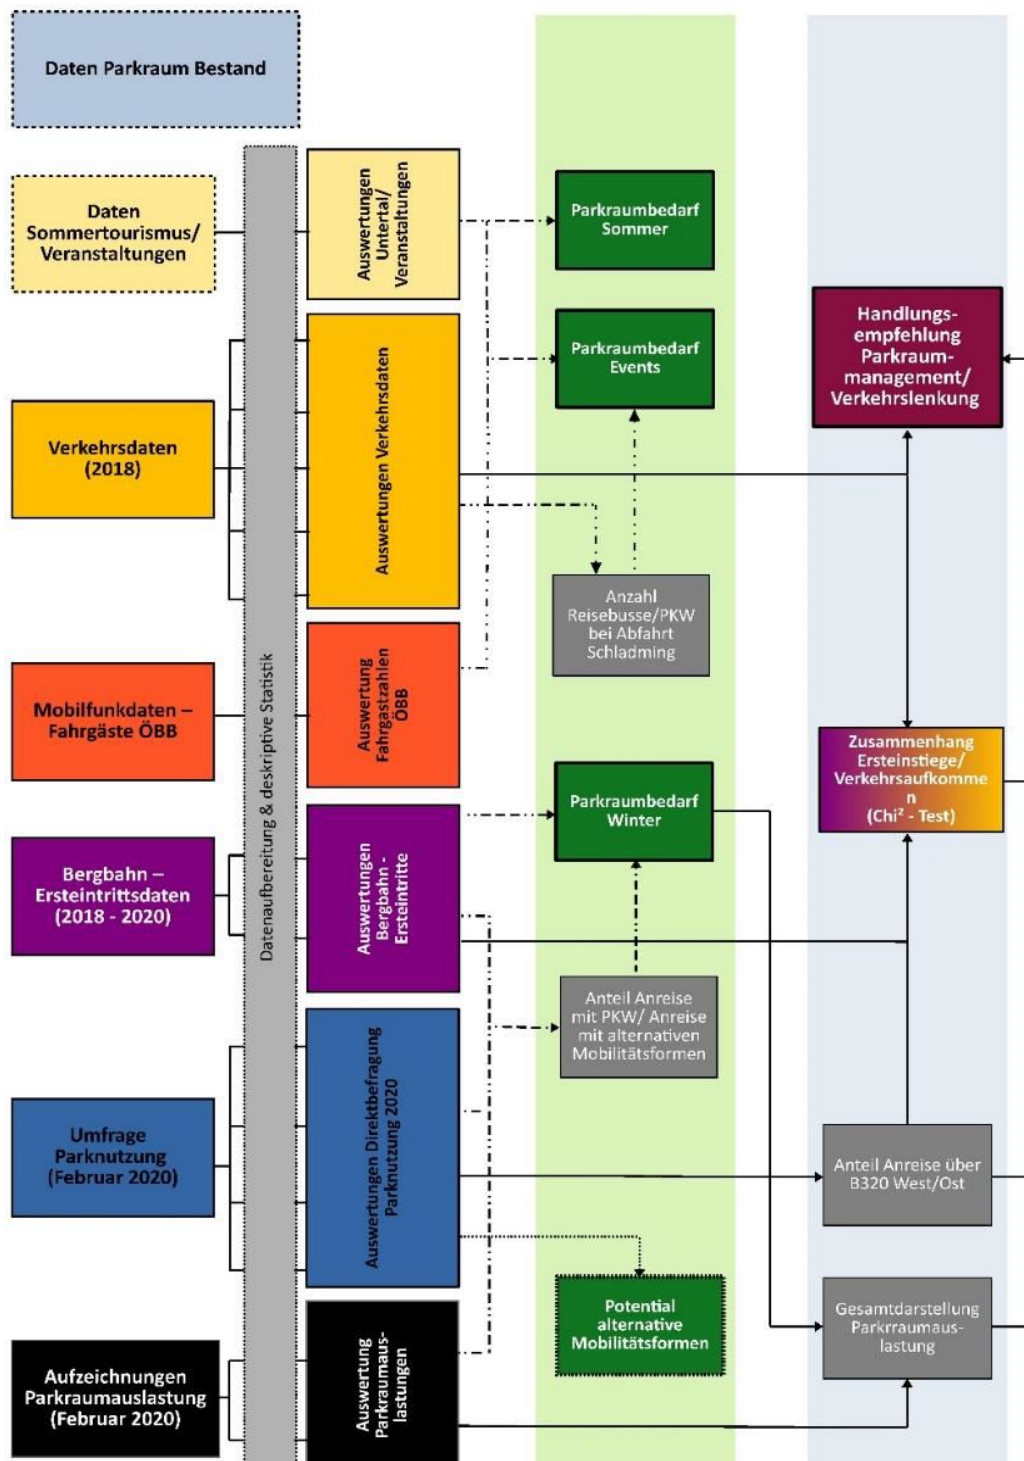 Daten Parkraum Bestand
Daten
Sommertourismus/
Veranstaltungen
Verkehrsdaten
(2018)
Mobilfunkdaten –
Fahrgäste ÖBB
Bergbahn –
Ersteintrittsdaten
(2018 - 2020)
Umfrage
Parknutzung
(Februar 2020)
Aufzeichnungen
Parkraumauslastung
(Februar 2020)
Datenaufbereitung & deskriptive Statistik
Auswertungen
Untertal/
Veranstaltungen
Auswertungen Verkehrsdaten
Auswertung
Fahrgastzahlen
ÖBB
Auswertungen
Bergbahn -
Ersteintritte
Auswertungen Direktbefragung
Parknutzung 2020
Auswertung
Parkraumaus-
lastungen
Parkraumbedarf
Sommer
Parkraumbedarf
Events
Anzahl
Reisebusse/PKW
bei Abfahrt
Schladming
Parkraumbedarf
Winter
Anteil Anreise
mit PKW/ Anreise
mit alternativen
Mobilitätsformen
Potential
alternative
Mobilitätsformen
Handlungs-
empfehlung
Parkraum-
management/
Verkehrslenkung
Zusammenhang
Ersteinstiege/
Verkehrsaufkomme
n
(Chi² - Test)
Anteil Anreise über
B320 West/Ost
Gesamtdarstellung
Parkrraumaus-
lastung